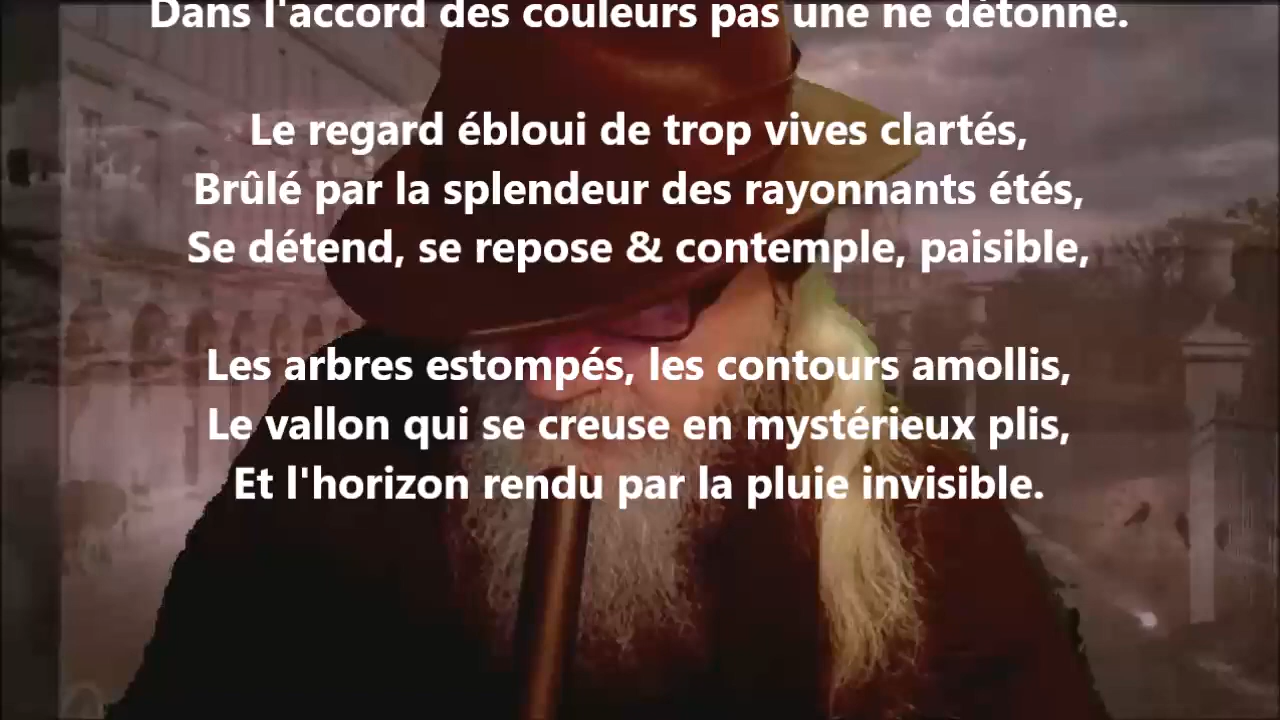 Dans l'accord des couleurs pas une ne détonne.
Le regard ébloui de trop vives clartés,
Brûlé par la splendeur des rayonnants étés,
Se détend, se repose & contemple, paisible,
Les arbres estompés, les contours amollis,
Le vallon qui se creuse en mystérieux plis,
Et l'horizon rendu par la pluie invisible.